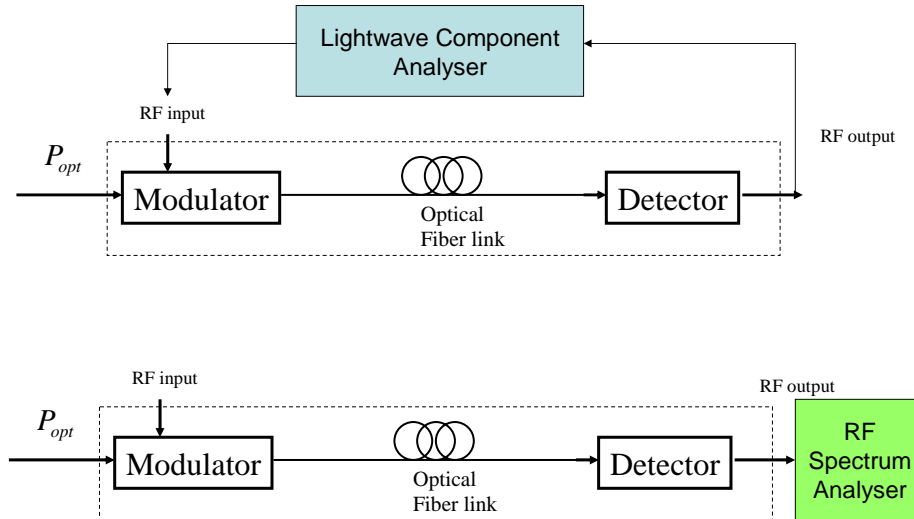 Lightwave Component
Analyser
RF input
RF output
P_opt
Modulator
Detector
Optical
Fiber link
RF input
RF output
P_opt
Modulator
Detector
Optical
Fiber link
RF
Spectrum
Analyser